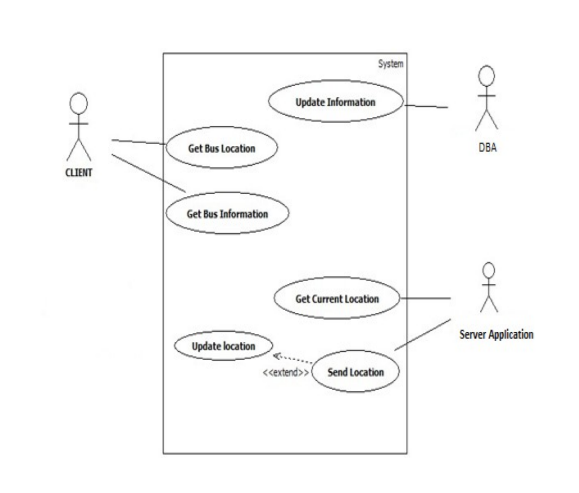 System
Update Information
DBA
CLIENT
Get Bus Location
Get Bus Information
Get Current Location
Server Application
Update location
<<extend>>
Send Location